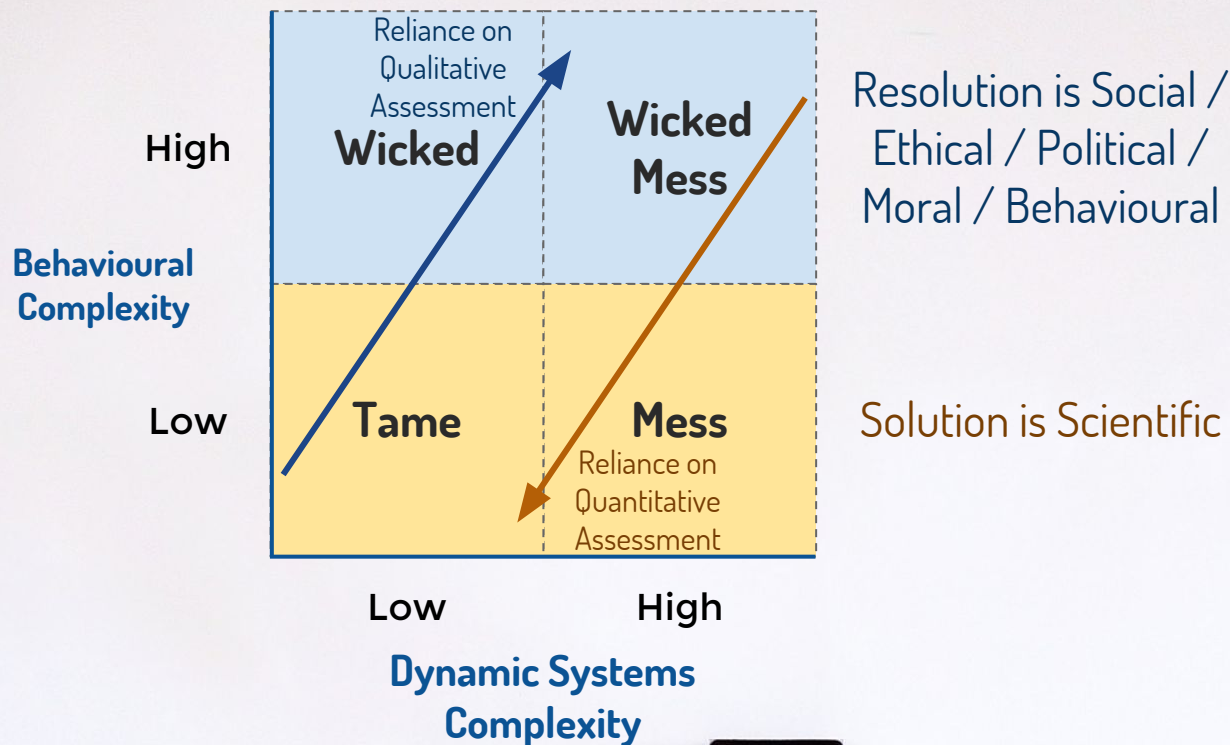 Reliance on
Qualitative
Assessment
High
Wicked
Wicked
Mess
Resolution is Social /
Ethical / Political /
Moral / Behavioural
Behavioural
Complexity
Low
Tame
Mess
Solution is Scientific
Reliance on
Quantitative
Assessment
Low
High
Dynamic Systems
Complexity